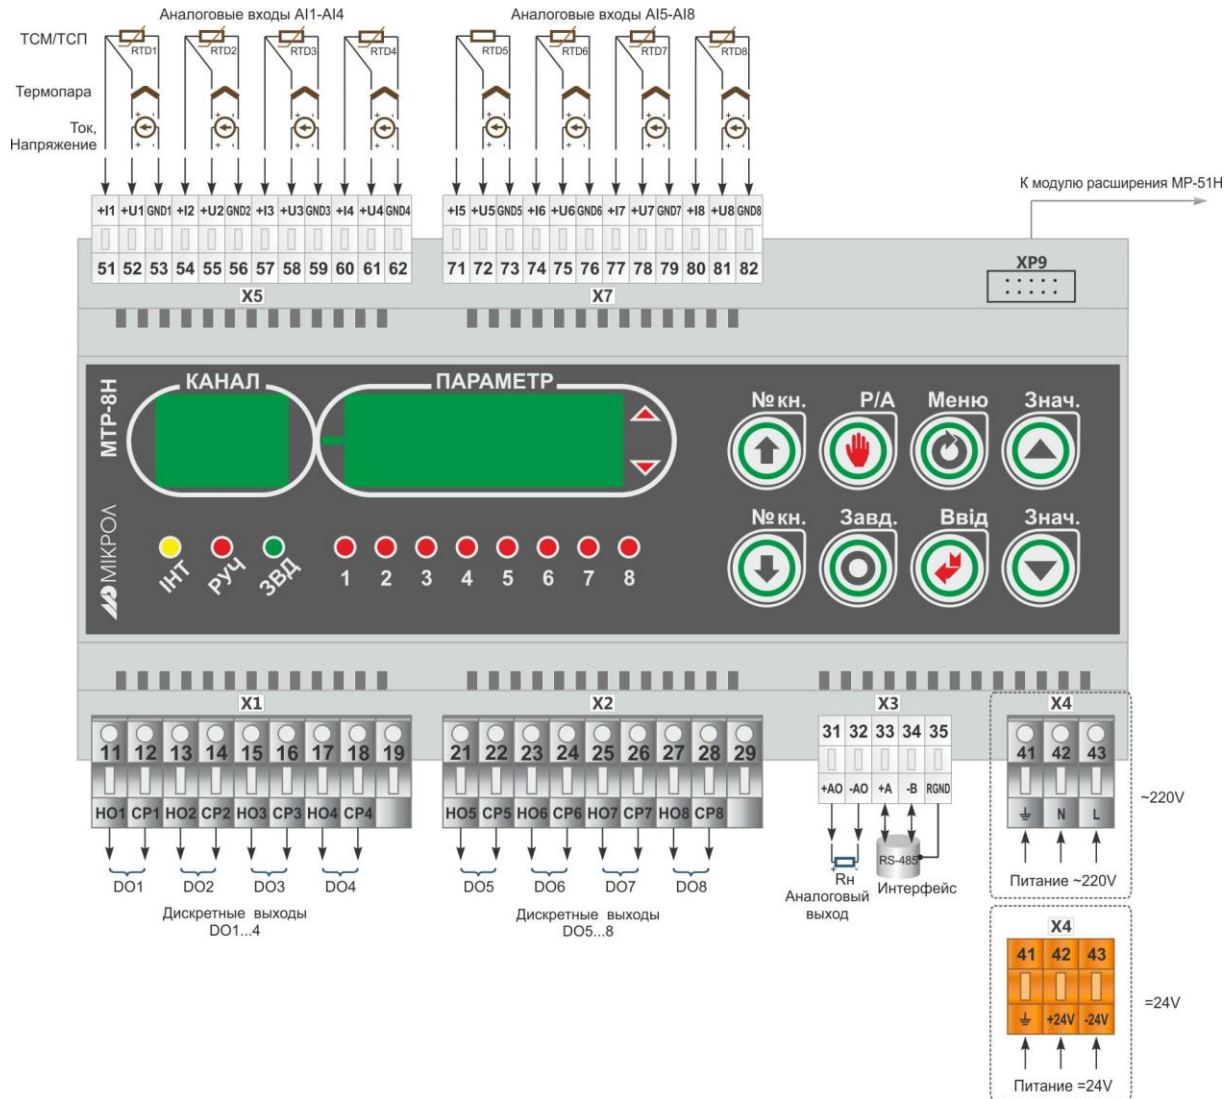 Аналоговые входы AI1-AI4
Аналоговые входы AI5-AI8
ТСМ/ТСП
RTD1 RTD2 RTD3 RTD4 RTD5 RTD6 RTD7 RTD8
Термопара
Ток,
Напряжение
К модулю расширения МР-51Н
+I1 +U1 GND1 +I2 +U2 GND2 +I3 +U3 GND3 +I4 +U4 GND4
+I5 +U5 GND5 +I6 +U6 GND6 +I7 +U7 GND7 +I8 +U8 GND8
51 52 53 54 55 56 57 58 59 60 61 62
71 72 73 74 75 76 77 78 79 80 81 82
X5
X7
XP9
МТР-8Н
МІКРОЛ
КАНАЛ
ПАРАМЕТР
№ кн. Р/А Меню Знач.
№ кн. Завд. Ввід Знач.
ІНТ РУЧ ЗВД
1 2 3 4 5 6 7 8
X1
X2
X3
X4
11 12 13 14 15 16 17 18 19
21 22 23 24 25 26 27 28 29
31 32 33 34 35
41 42 43
НО1 СР1 НО2 СР2 НО3 СР3 НО4 СР4
НО5 СР5 НО6 СР6 НО7 СР7 НО8 СР8
+AO -AO +A -B RGND
N L
~220V
DO1 DO2 DO3 DO4
DO5 DO6 DO7 DO8
RS-485
Rн
Аналоговый
выход
Интерфейс
Питание ~220V
Дискретные выходы
DO1...4
Дискретные выходы
DO5...8
X4
41 42 43
+24V -24V
=24V
Питание =24V